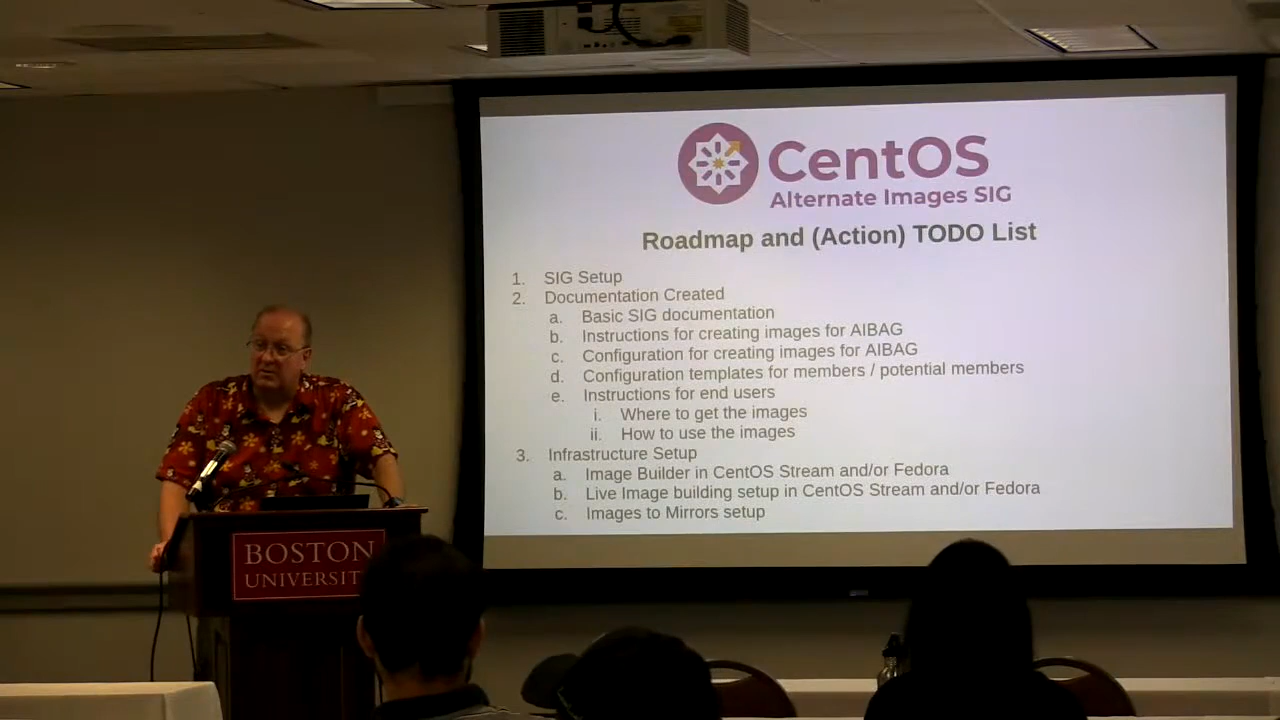 CentOS
Alternate Images SIG
Roadmap and (Action) TODO List
1. SIG Setup
2. Documentation Created
a. Basic SIG documentation
b. Instructions for creating images for AIBAG
c. Configuration for creating images for AIBAG
d. Configuration templates for members / potential members
e. Instructions for end users
i. Where to get the images
ii. How to use the images
3. Infrastructure Setup
a. Image Builder in CentOS Stream and/or Fedora
b. Live Image building setup in CentOS Stream and/or Fedora
c. Images to Mirrors setup
BOSTON
UNIVERSIT